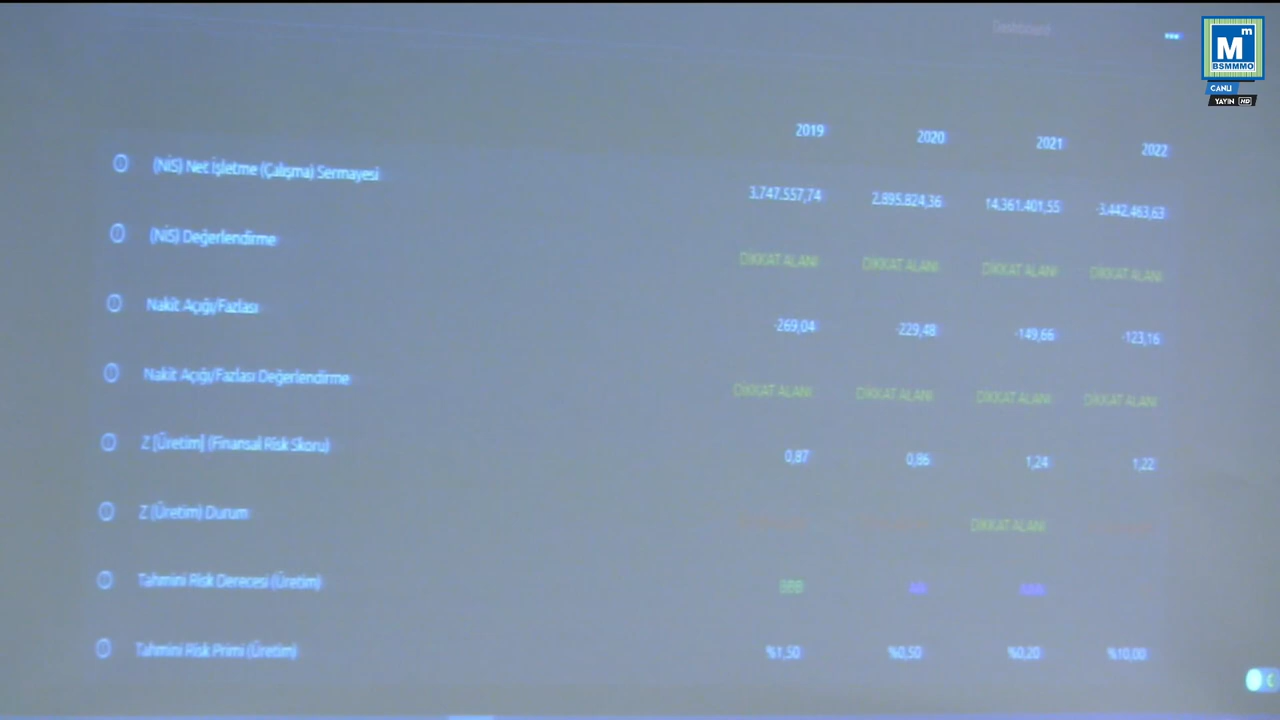 Dashboard
M m
BSMMMO
CANLI
YAYIN HD
2019 2020 2021 2022
(NİS) Net İşletme (Çalışma) Sermayesi 3.747.557,74 2.895.824,36 14.361.401,55 -3.442.463,63
(NİS) Değerlendirme DİKKAT ALANI DİKKAT ALANI DİKKAT ALANI DİKKAT ALANI
Nakit Açığı/Fazlası -269,04 -229,48 -149,66 -123,16
Nakit Açığı/Fazlası Değerlendirme DİKKAT ALANI DİKKAT ALANI DİKKAT ALANI DİKKAT ALANI
Z [Üretim] (Finansal Risk Skoru) 0,87 0,86 1,24 1,22
Z (Üretim) Durum DİKKAT ALANI
Tahmini Risk Derecesi (Üretim) BBB
Tahmini Risk Primi (Üretim) %1,50 %0,50 %0,20 %10,00